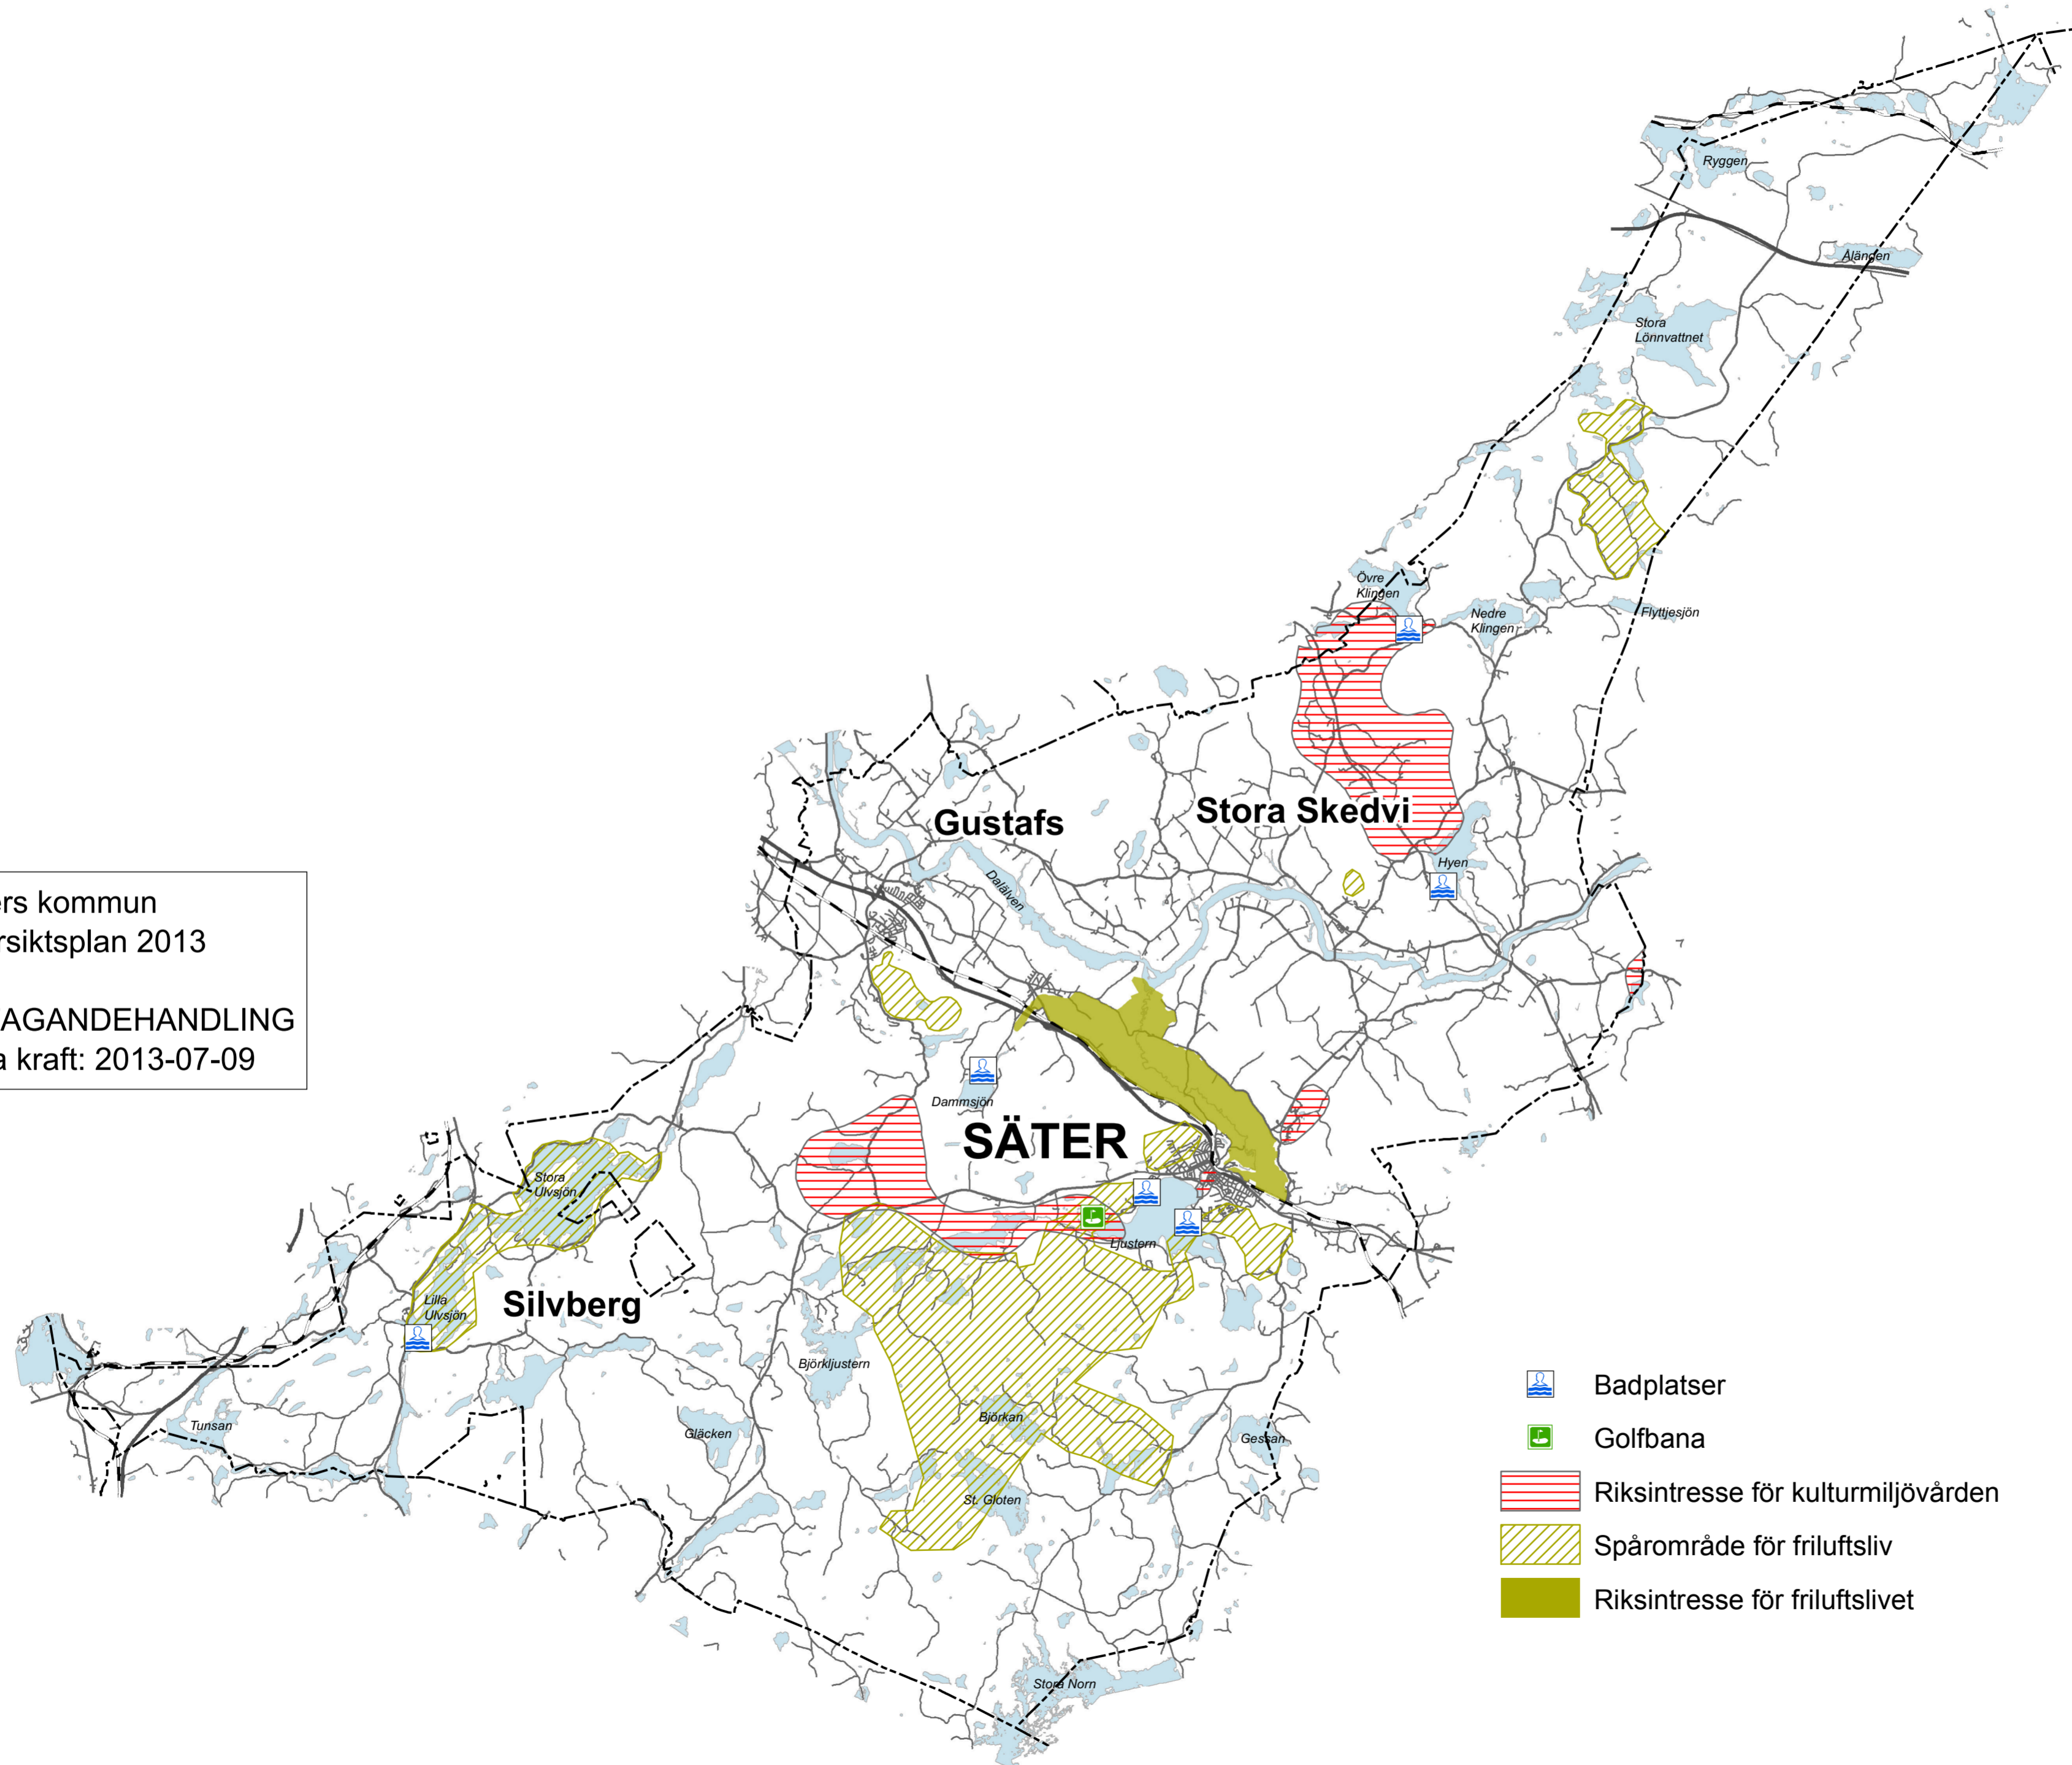 Ryggen
Ålängen
Stora
Lönnvattnet
Övre
Klingen
Nedre
Klingen
Flyttjesjön
Gustafs
Stora Skedvi
Hyen
Dalälven
ers kommun
rsiktsplan 2013
AGANDEHANDLING
a kraft: 2013-07-09
Dammsjön
SÄTER
Stora
Ulvsjön
Ljustern
Lilla
Ulvsjön
Silvberg
Björkljustern
Tunsan
Gläcken
Björkan
Gessan
St. Gloten
Stora Norn
Badplatser
Golfbana
Riksintresse för kulturmiljövården
Spårområde för friluftsliv
Riksintresse för friluftslivet